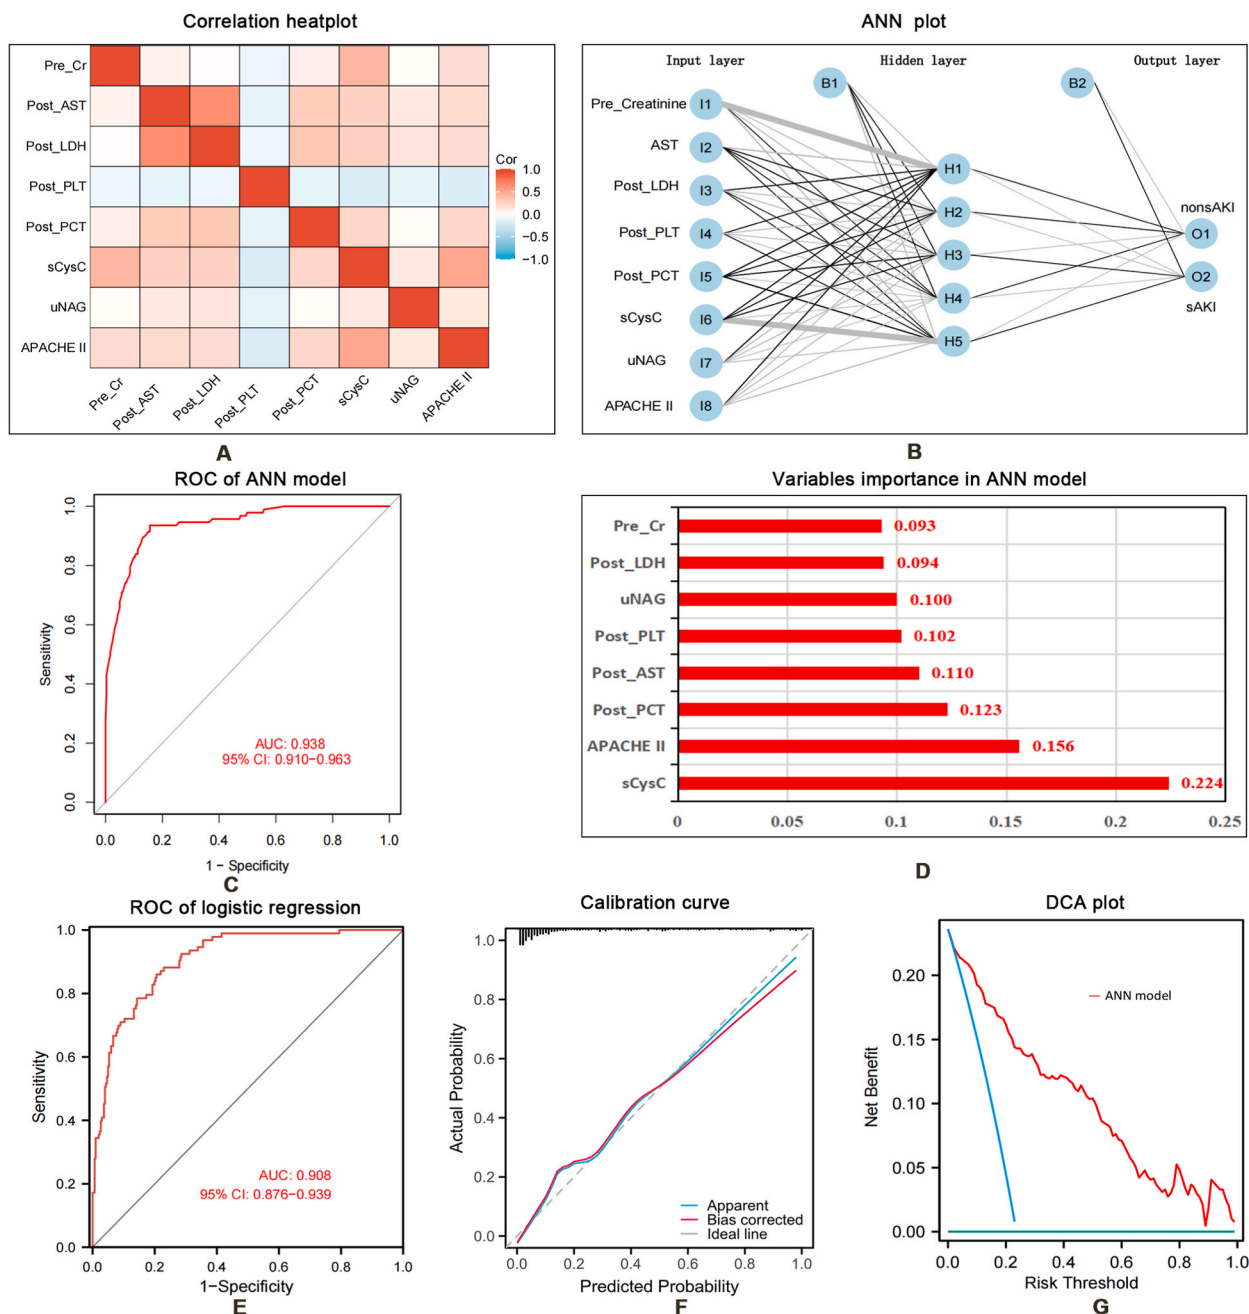 Correlation heatplot
Pre_Cr
Post_AST
Post_LDH
Post_PLT
Post_PCT
sCysC
uNAG
APACHE II
Pre_Cr
Post_AST
Post_LDH
Post_PLT
Post_PCT
sCysC
uNAG
APACHE II
Cor
1.0
0.5
0.0
−0.5
−1.0
A
ANN plot
Input layer
Hidden layer
Output layer
B1
B2
Pre_Creatinine
I1
AST
I2
Post_LDH
I3
Post_PLT
I4
Post_PCT
I5
sCysC
I6
uNAG
I7
APACHE II
I8
H1
H2
H3
H4
H5
nonsAKI
O1
O2
sAKI
B
ROC of ANN model
Sensitivity
1.0
0.8
0.6
0.4
0.2
0.0
AUC: 0.938
95% CI: 0.910−0.963
0.0 0.2 0.4 0.6 0.8 1.0
1 − Specificity
C
Variables importance in ANN model
Pre_Cr 0.093
Post_LDH 0.094
uNAG 0.100
Post_PLT 0.102
Post_AST 0.110
Post_PCT 0.123
APACHE II 0.156
sCysC 0.224
0 0.05 0.1 0.15 0.2 0.25
D
ROC of logistic regression
Sensitivity
1.0
0.8
0.6
0.4
0.2
0.0
AUC: 0.908
95% CI: 0.876−0.939
0.0 0.2 0.4 0.6 0.8 1.0
1-Specificity
E
Calibration curve
Actual Probability
1.0
0.8
0.6
0.4
0.2
0.0
Apparent
Bias corrected
Ideal line
0.0 0.2 0.4 0.6 0.8 1.0
Predicted Probability
F
DCA plot
Net Benefit
0.20
0.15
0.10
0.05
0.00
ANN model
0.0 0.2 0.4 0.6 0.8 1.0
Risk Threshold
G